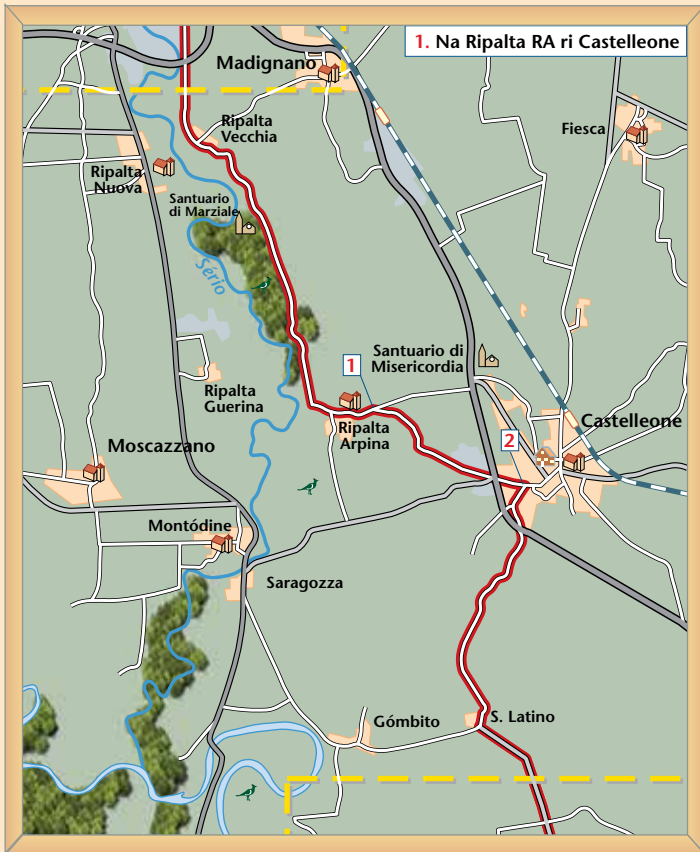 1. Na Ripalta RA ri Castelleone
Madignano
Fiesca
Ripalta
Vecchia
Ripalta
Nuova
Santuario
di Marziale
Sério
1
Santuario di
Misericordia
Ripalta
Guerina
Ripalta
Arpina
Castelleone
2
Moscazzano
Montódine
Saragozza
Gómbito
S. Latino